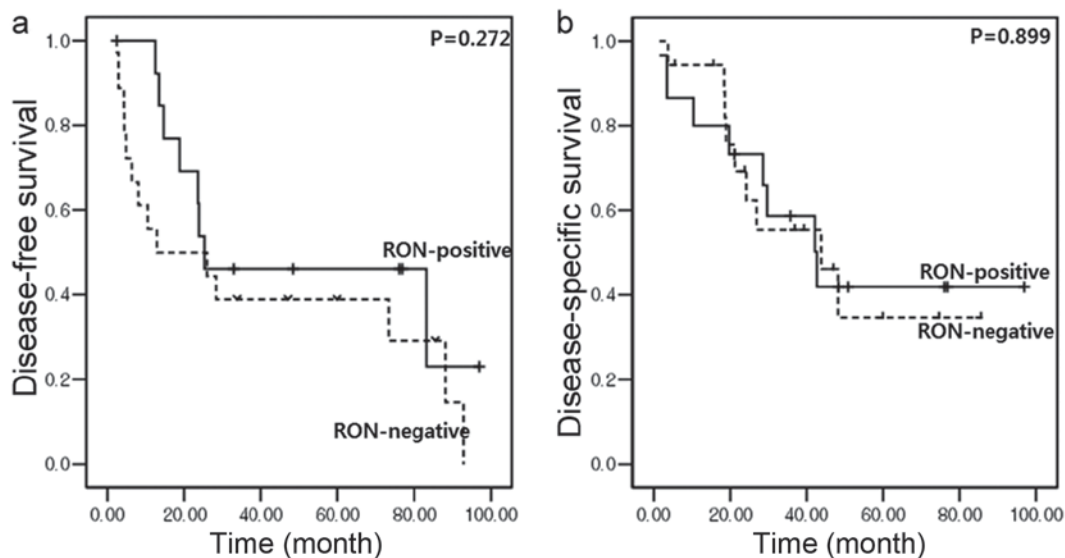 a
P=0.272
Disease-free survival
1.0
0.8
0.6
0.4
0.2
0.0
RON-positive
RON-negative
0.00 20.00 40.00 60.00 80.00 100.00
Time (month)
b
P=0.899
Disease-specific survival
1.0
0.8
0.6
0.4
0.2
0.0
RON-positive
RON-negative
0.00 20.00 40.00 60.00 80.00 100.00
Time (month)